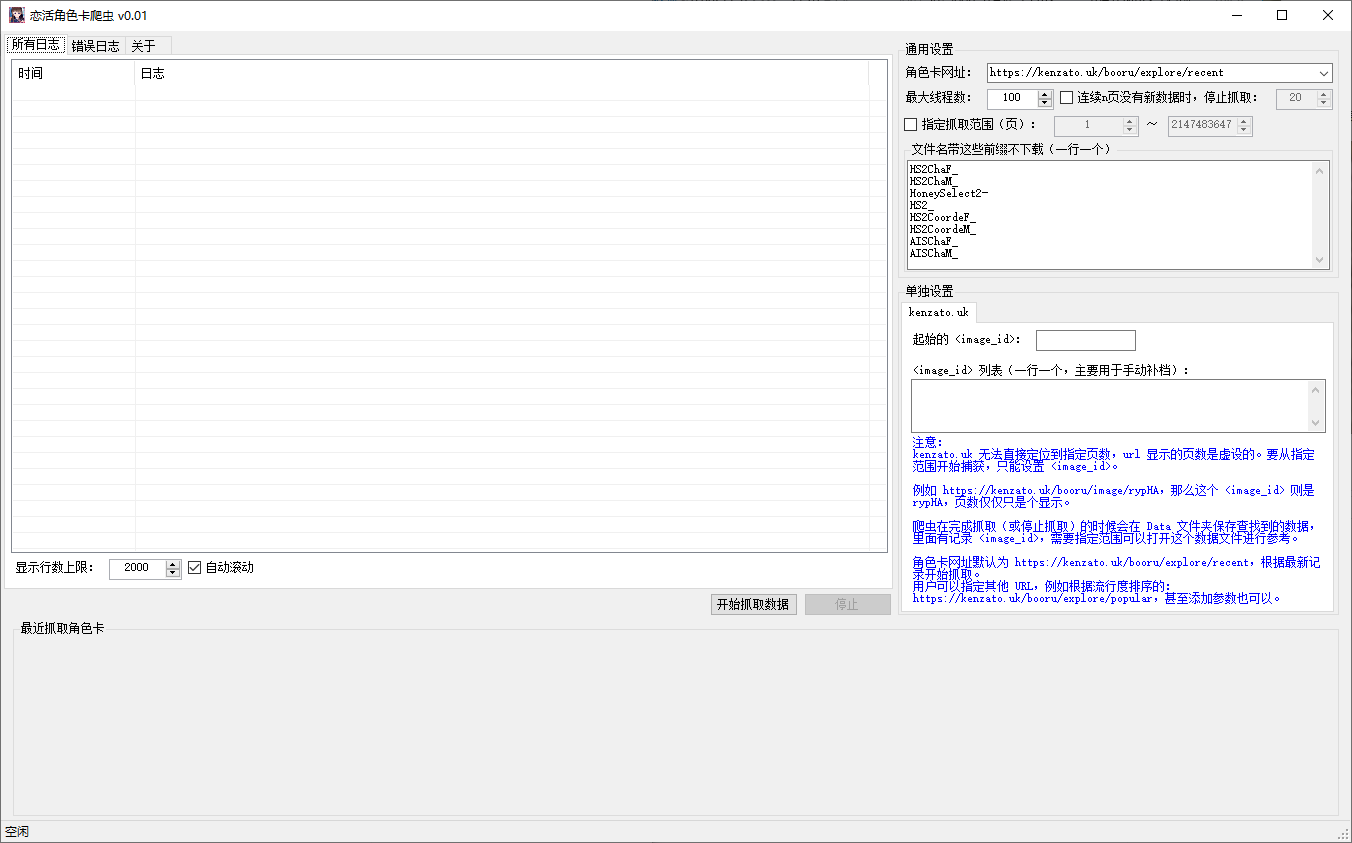 恋活角色卡爬虫 v0.01
所有日志 错误日志 关于
时间 日志
显示行数上限： 2000 自动滚动
开始抓取数据 停止
通用设置
角色卡网址： https://kenzato.uk/booru/explore/recent
最大线程数： 100 连续n页没有新数据时，停止抓取： 20
指定抓取范围（页）： 1 ～ 2147483647
文件名带这些前缀不下载（一行一个）
HS2ChaF_
HS2ChaM_
HoneySelect2-
HS2_
HS2CoordeF_
HS2CoordeM_
AISChaF_
AISChaM_
单独设置
kenzato.uk
起始的 <image_id>：
<image_id> 列表（一行一个，主要用于手动补档）：
注意：
kenzato.uk 无法直接定位到指定页数，url 显示的页数是虚设的。要从指定
范围开始捕获，只能设置 <image_id>。
例如 https://kenzato.uk/booru/image/rypHA，那么这个 <image_id> 则是
rypHA，页数仅仅只是个显示。
爬虫在完成抓取（或停止抓取）的时候会在 Data 文件夹保存查找到的数据，
里面有记录 <image_id>，需要指定范围可以打开这个数据文件进行参考。
角色卡网址默认为 https://kenzato.uk/booru/explore/recent，根据最新记
录开始抓取。
用户可以指定其他 URL，例如根据流行度排序的：
https://kenzato.uk/booru/explore/popular，甚至添加参数也可以。
最近抓取角色卡
空闲